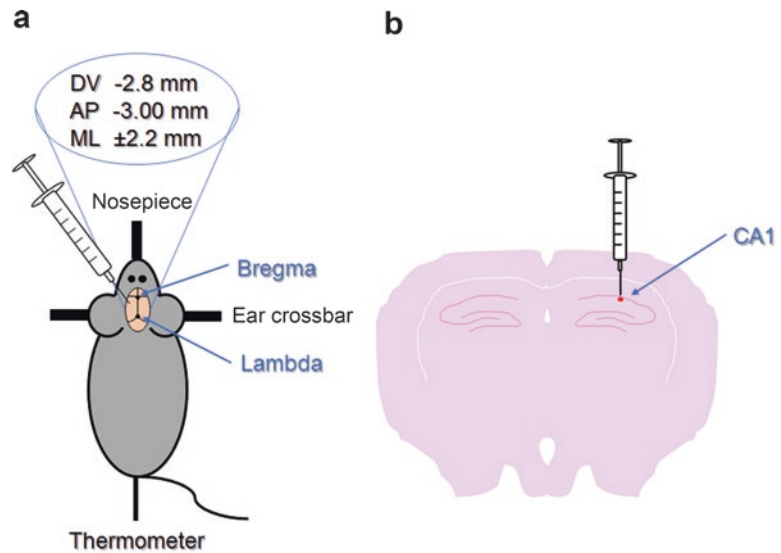 a
DV -2.8 mm
AP -3.00 mm
ML ±2.2 mm
Nosepiece
Bregma
Ear crossbar
Lambda
Thermometer
b
CA1